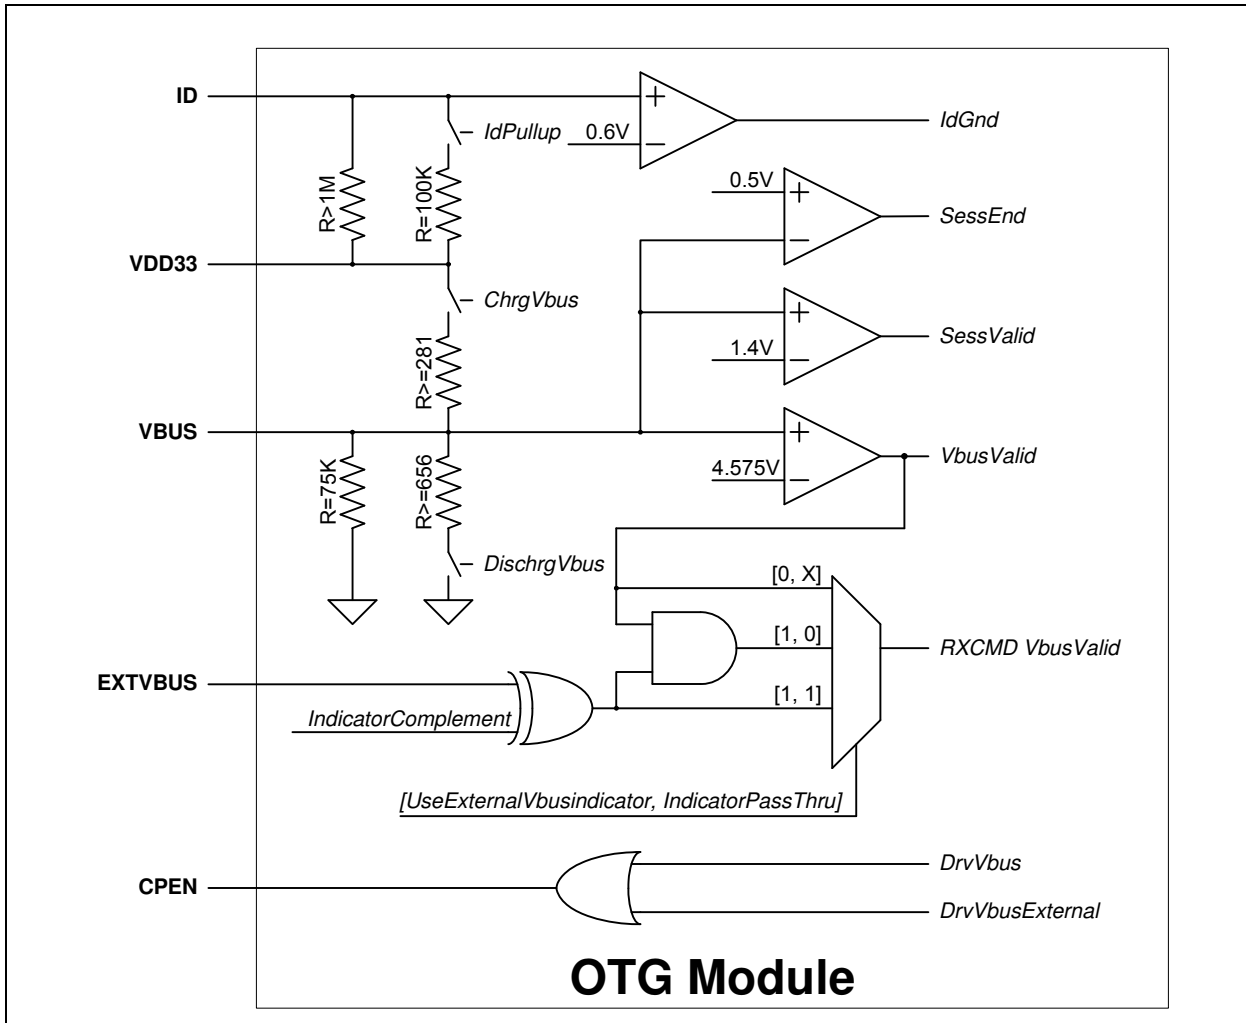 ID
IdPullup
0.6V
+
−
IdGnd
R>1M
R=100K
0.5V
+
−
SessEnd
VDD33
ChrgVbus
R>=281
+
1.4V
−
SessValid
VBUS
+
4.575V
−
VbusValid
R=75K
R>=656
DischrgVbus
[0, X]
[1, 0]
RXCMD VbusValid
EXTVBUS
[1, 1]
IndicatorComplement
[UseExternalVbusindicator, IndicatorPassThru]
DrvVbus
CPEN
DrvVbusExternal
OTG Module